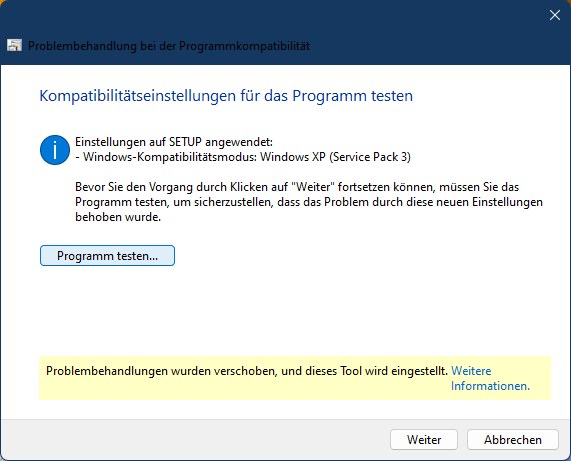 Problembehandlung bei der Programmkompatibilität
Kompatibilitätseinstellungen für das Programm testen
Einstellungen auf SETUP angewendet:
- Windows-Kompatibilitätsmodus: Windows XP (Service Pack 3)
Bevor Sie den Vorgang durch Klicken auf "Weiter" fortsetzen können, müssen Sie das
Programm testen, um sicherzustellen, dass das Problem durch diese neuen Einstellungen
behoben wurde.
Programm testen...
Problembehandlungen wurden verschoben, und dieses Tool wird eingestellt. Weitere
Informationen.
Weiter
Abbrechen